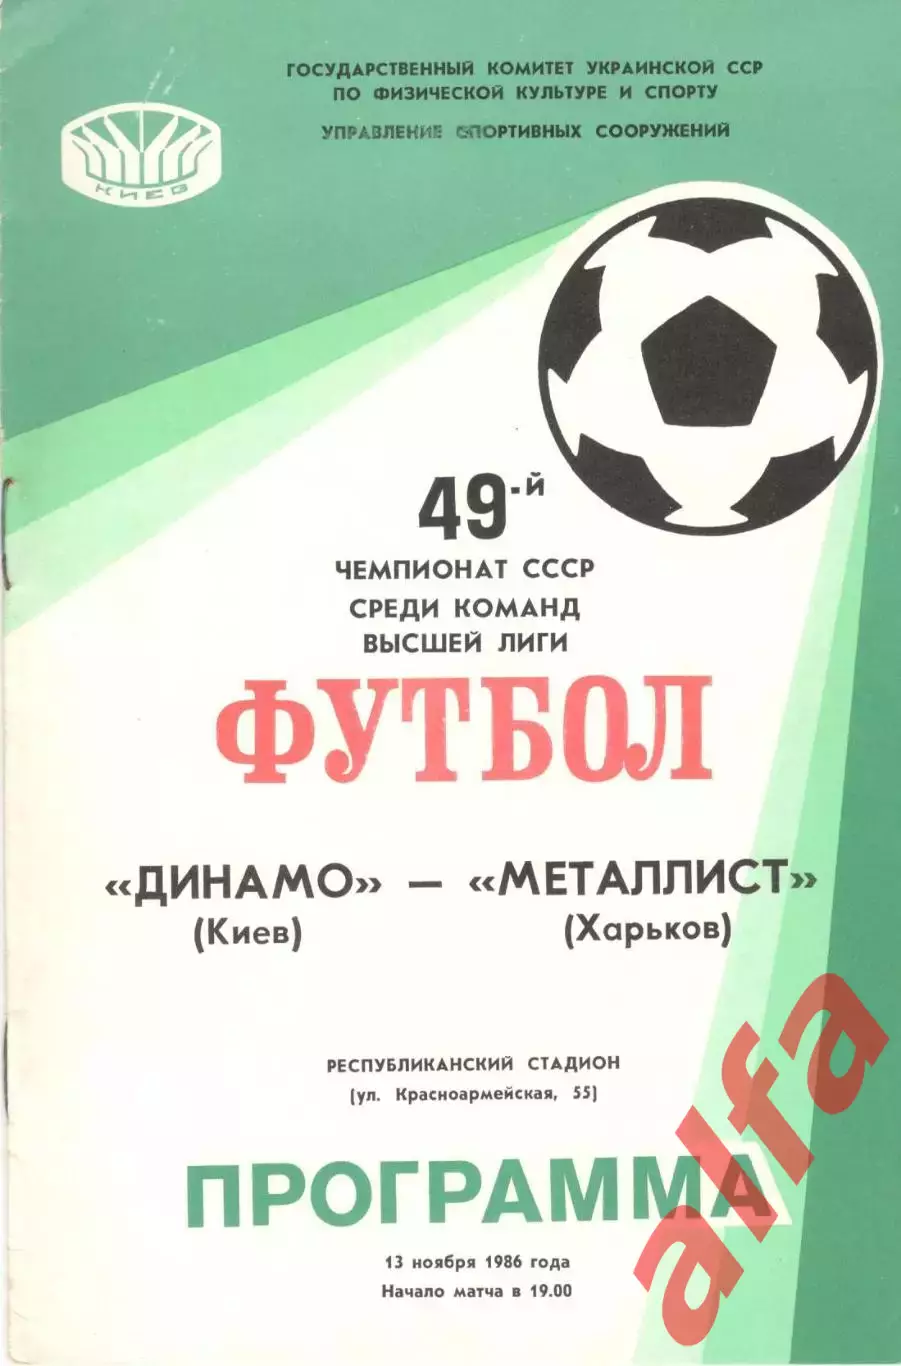 ГОСУДАРСТВЕННЫЙ КОМИТЕТ УКРАИНСКОЙ ССР
ПО ФИЗИЧЕСКОЙ КУЛЬТУРЕ И СПОРТУ
УПРАВЛЕНИЕ СПОРТИВНЫХ СООРУЖЕНИЙ
КИЕВ
49-й
ЧЕМПИОНАТ СССР
СРЕДИ КОМАНД
ВЫСШЕЙ ЛИГИ
ФУТБОЛ
«ДИНАМО» — «МЕТАЛЛИСТ»
(Киев) (Харьков)
РЕСПУБЛИКАНСКИЙ СТАДИОН
(ул. Красноармейская, 55)
ПРОГРАММА
13 ноября 1986 года
Начало матча в 19.00
alfa